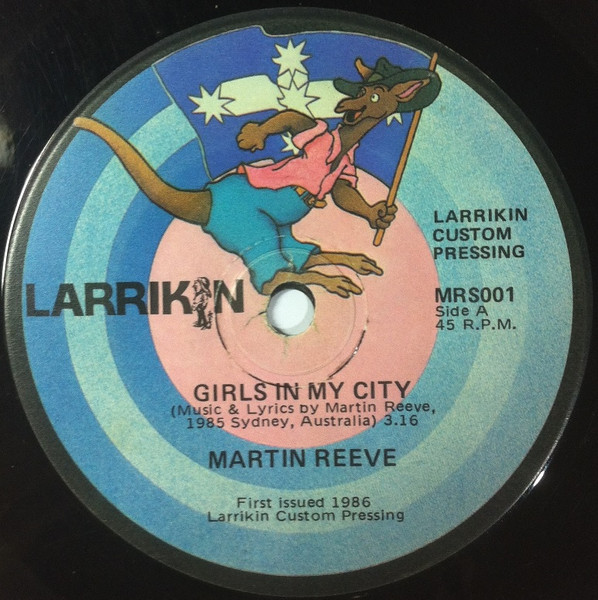 LARRIKIN
CUSTOM
PRESSING
LARRIKIN
MRS001
Side A
45 R.P.M.
GIRLS IN MY CITY
(Music & Lyrics by Martin Reeve,
1985 Sydney, Australia) 3.16
MARTIN REEVE
First issued 1986
Larrikin Custom Pressing